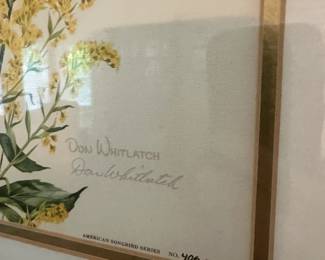 DON WHITLATCH
Don Whitlatch
AMERICAN SONGBIRD SERIES NO.